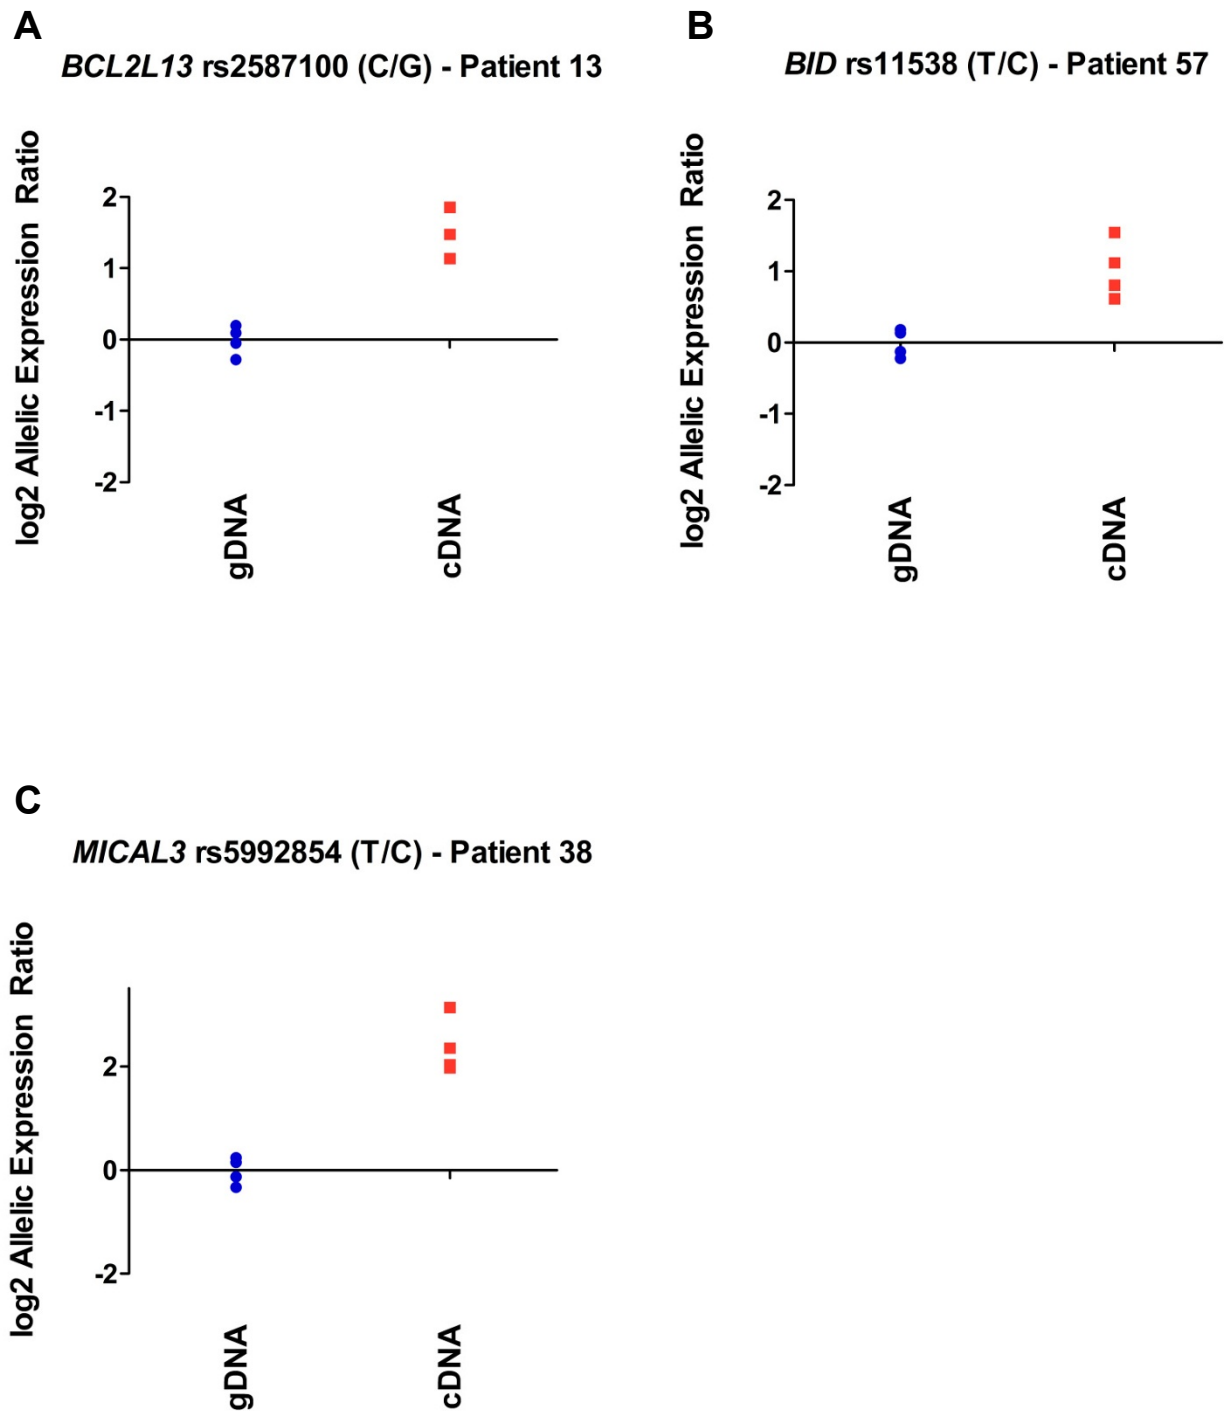 A
BCL2L13 rs2587100 (C/G) - Patient 13
log2 Allelic Expression Ratio
2
1
0
-1
-2
gDNA
cDNA
B
BID rs11538 (T/C) - Patient 57
log2 Allelic Expression Ratio
2
1
0
-1
-2
gDNA
cDNA
C
MICAL3 rs5992854 (T/C) - Patient 38
log2 Allelic Expression Ratio
2
0
-2
gDNA
cDNA